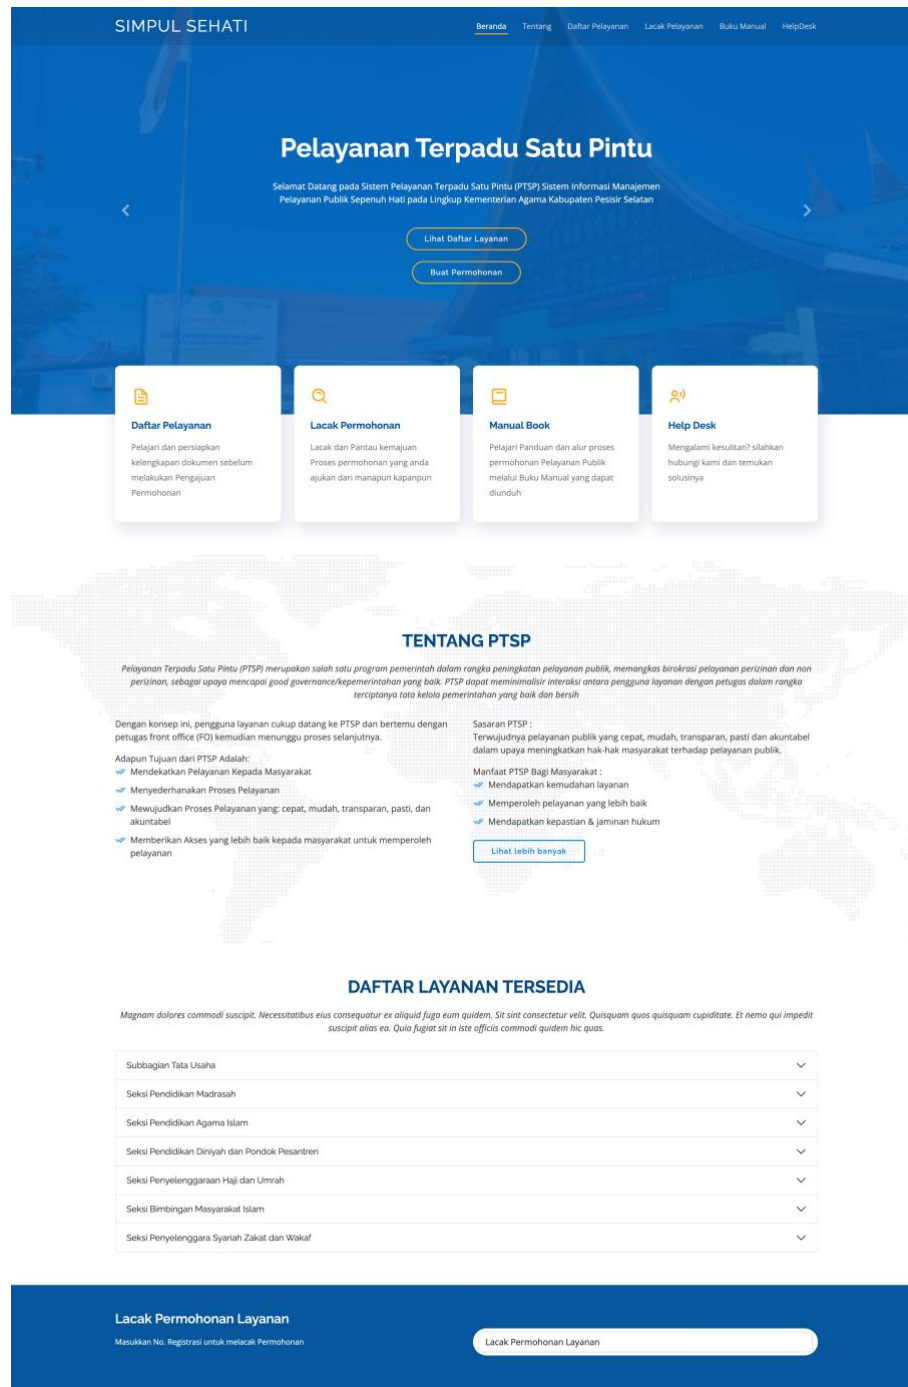 SIMPUL SEHATI
Beranda Tentang Daftar Pelayanan Lacak Pelayanan Buku Manual HelpDesk
Pelayanan Terpadu Satu Pintu
Selamat Datang pada Sistem Pelayanan Terpadu Satu Pintu (PTSP) Sistem Informasi Manajemen
Pelayanan Publik Sepenuh Hati pada Lingkup Kementerian Agama Kabupaten Pesisir Selatan
Lihat Daftar Layanan
Buat Permohonan
Daftar Pelayanan
Pelajari dan persiapkan
kelengkapan dokumen sebelum
melakukan Pengajuan
Permohonan
Lacak Permohonan
Lacak dan Pantau kemajuan
Proses permohonan yang anda
ajukan dari manapun kapanpun
Manual Book
Pelajari Panduan dan alur proses
permohonan Pelayanan Publik
melalui Buku Manual yang dapat
diunduh
Help Desk
Mengalami kesulitan? silahkan
hubungi kami dan temukan
solusinya
TENTANG PTSP
Pelayanan Terpadu Satu Pintu (PTSP) merupakan salah satu program pemerintah dalam rangka peningkatan pelayanan publik, memangkas birokrasi pelayanan perizinan dan non
perizinan, sebagai upaya mencapai good governance/kepemerintahan yang baik. PTSP dapat meminimalisir interaksi antara pengguna layanan dengan petugas dalam rangka
terciptanya tata kelola pemerintahan yang baik dan bersih
Dengan konsep ini, pengguna layanan cukup datang ke PTSP dan bertemu dengan
petugas front office (FO) kemudian menunggu proses selanjutnya.
Adapun Tujuan dari PTSP Adalah:
Mendekatkan Pelayanan Kepada Masyarakat
Menyederhanakan Proses Pelayanan
Mewujudkan Proses Pelayanan yang: cepat, mudah, transparan, pasti, dan
akuntabel
Memberikan Akses yang lebih baik kepada masyarakat untuk memperoleh
pelayanan
Sasaran PTSP :
Terwujudnya pelayanan publik yang cepat, mudah, transparan, pasti dan akuntabel
dalam upaya meningkatkan hak-hak masyarakat terhadap pelayanan publik.
Manfaat PTSP Bagi Masyarakat :
Mendapatkan kemudahan layanan
Memperoleh pelayanan yang lebih baik
Mendapatkan kepastian & jaminan hukum
Lihat lebih banyak
DAFTAR LAYANAN TERSEDIA
Magnam dolores commodi suscipit. Necessitatibus eius consequatur ex aliquid fuga eum quidem. Sit sint consectetur velit. Quisquam quos quisquam cupiditate. Et nemo qui impedit
suscipit alias ea. Quia fugiat sit in iste officiis commodi quidem hic quas.
Subbagian Tata Usaha
Seksi Pendidikan Madrasah
Seksi Pendidikan Agama Islam
Seksi Pendidikan Diniyah dan Pondok Pesantren
Seksi Penyelenggaraan Haji dan Umrah
Seksi Bimbingan Masyarakat Islam
Seksi Penyelenggara Syariah Zakat dan Wakaf
Lacak Permohonan Layanan
Masukkan No. Registrasi untuk melacak Permohonan
Lacak Permohonan Layanan